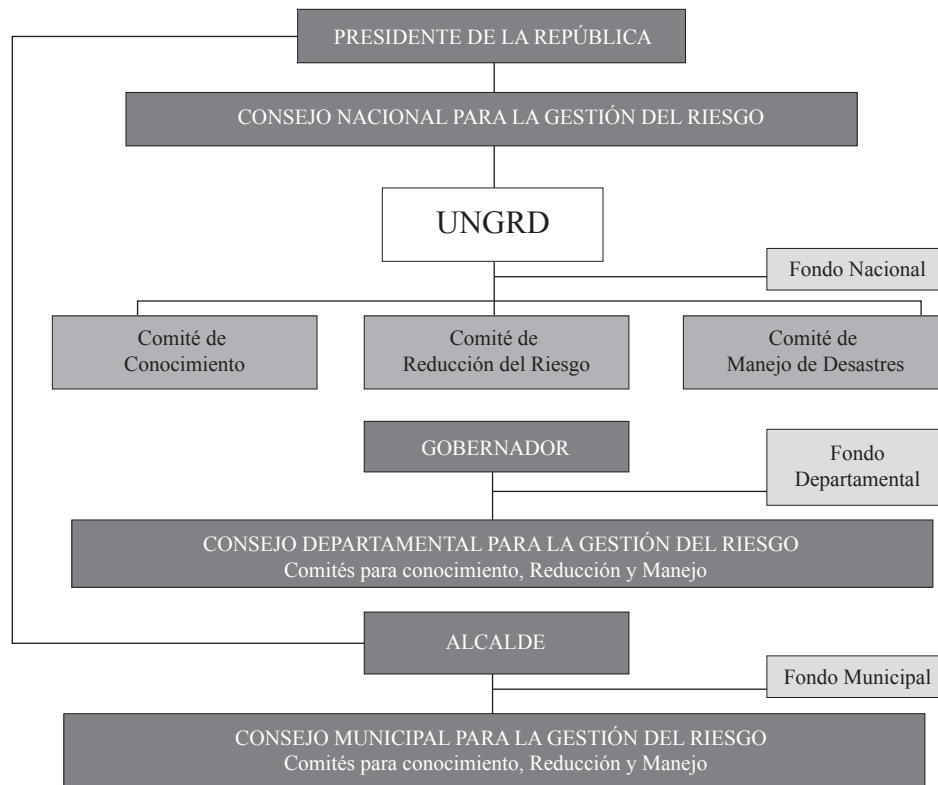 PRESIDENTE DE LA REPÚBLICA
CONSEJO NACIONAL PARA LA GESTIÓN DEL RIESGO
UNGRD
Fondo Nacional
Comité de
Conocimiento
Comité de
Reducción del Riesgo
Comité de
Manejo de Desastres
GOBERNADOR
Fondo
Departamental
CONSEJO DEPARTAMENTAL PARA LA GESTIÓN DEL RIESGO
Comités para conocimiento, Reducción y Manejo
ALCALDE
Fondo Municipal
CONSEJO MUNICIPAL PARA LA GESTIÓN DEL RIESGO
Comités para conocimiento, Reducción y Manejo